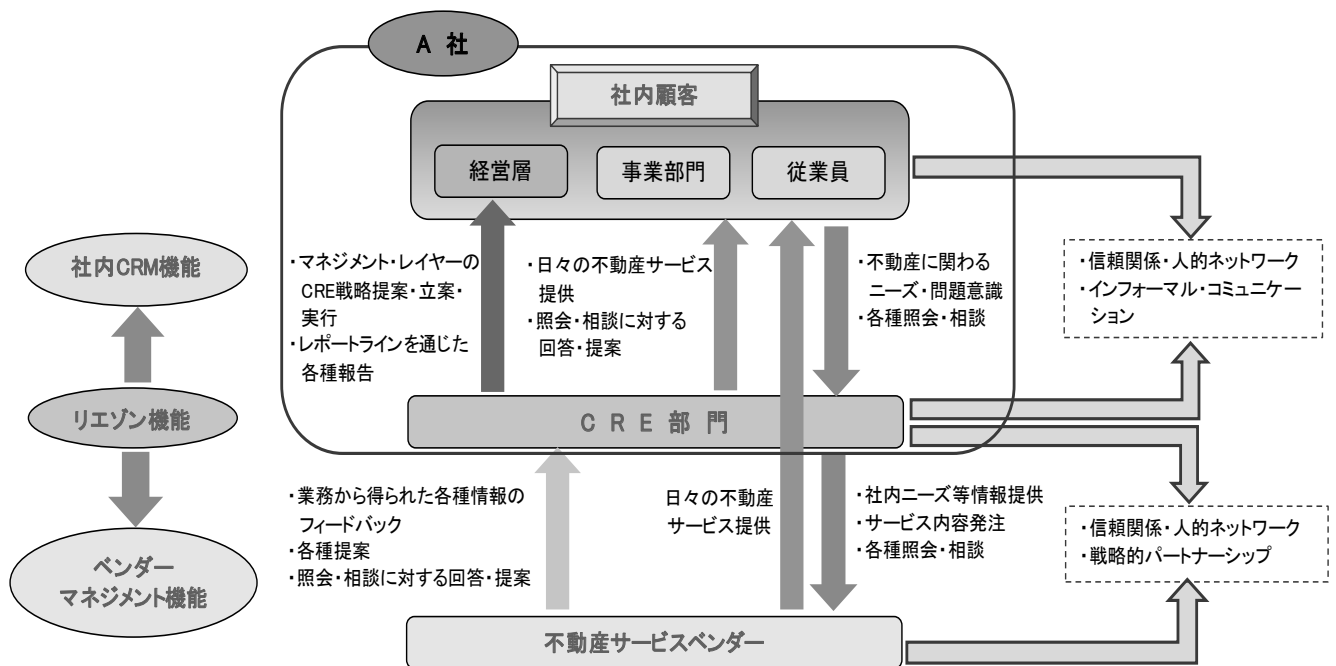 A 社
社内顧客
経営層
事業部門
従業員
社内CRM機能
リエゾン機能
ベンダー
マネジメント機能
・マネジメント・レイヤーの
CRE戦略提案・立案・
実行
・レポートラインを通じた
各種報告
・日々の不動産サービス
提供
・照会・相談に対する
回答・提案
・不動産に関わる
ニーズ・問題意識
・各種照会・相談
・信頼関係・人的ネットワーク
・インフォーマル・コミュニケー
ション
C R E 部 門
・業務から得られた各種情報の
フィードバック
・各種提案
・照会・相談に対する回答・提案
日々の不動産
サービス提供
・社内ニーズ等情報提供
・サービス内容発注
・各種照会・相談
・信頼関係・人的ネットワーク
・戦略的パートナーシップ
不動産サービスベンダー